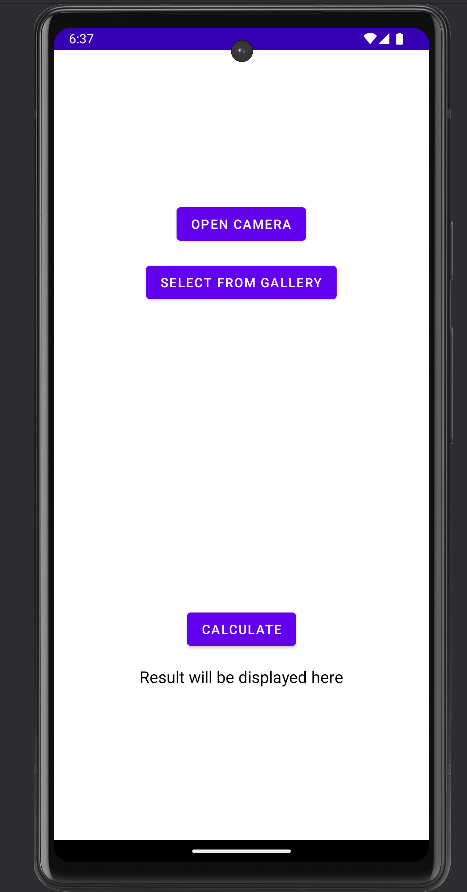 6:37
OPEN CAMERA
SELECT FROM GALLERY
CALCULATE
Result will be displayed here